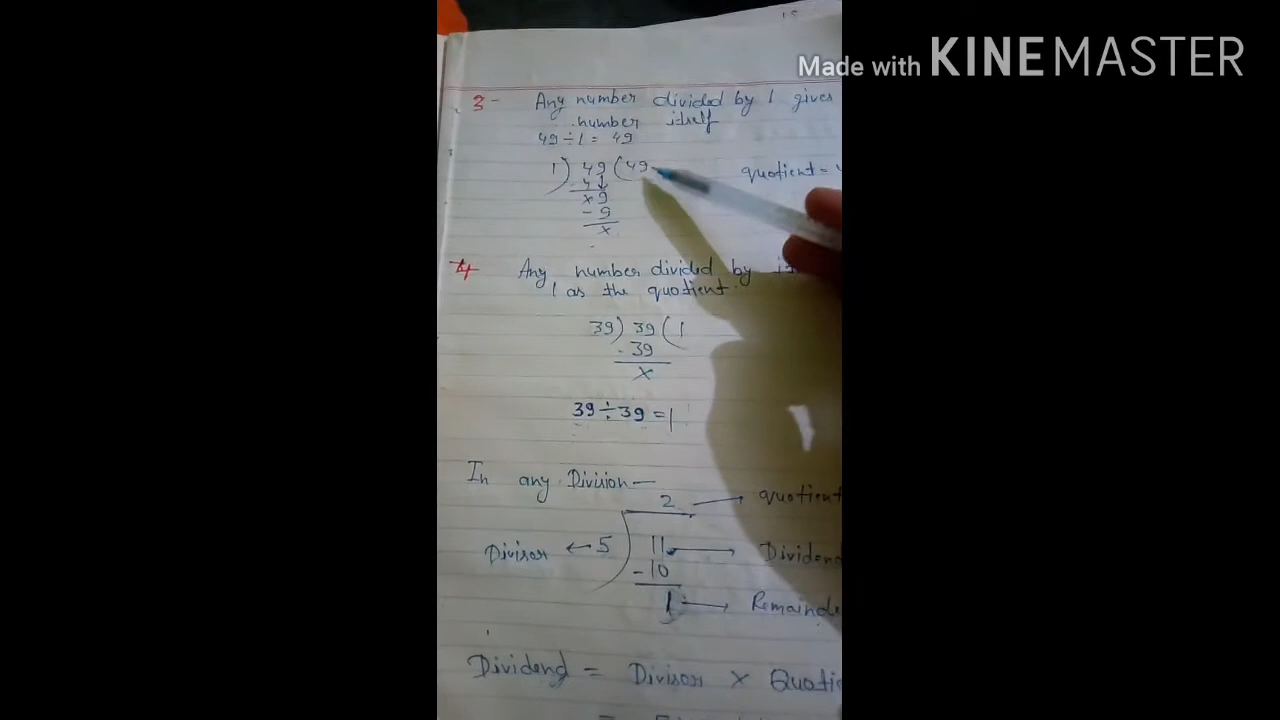 Made with KINEMASTER
3- Any number divided by 1 gives
number itself
49÷1= 49
1) 49 (49
- 4↓
x9
- 9
x
quotient =
4 Any number divided by
1 as the quotient.
39) 39 (1
- 39
x
39÷39=1
In any Division—
2 → quotient
Divisor ← 5 11 → Dividend
-10
1 → Remainde
Dividend = Divisor × Quotie
=